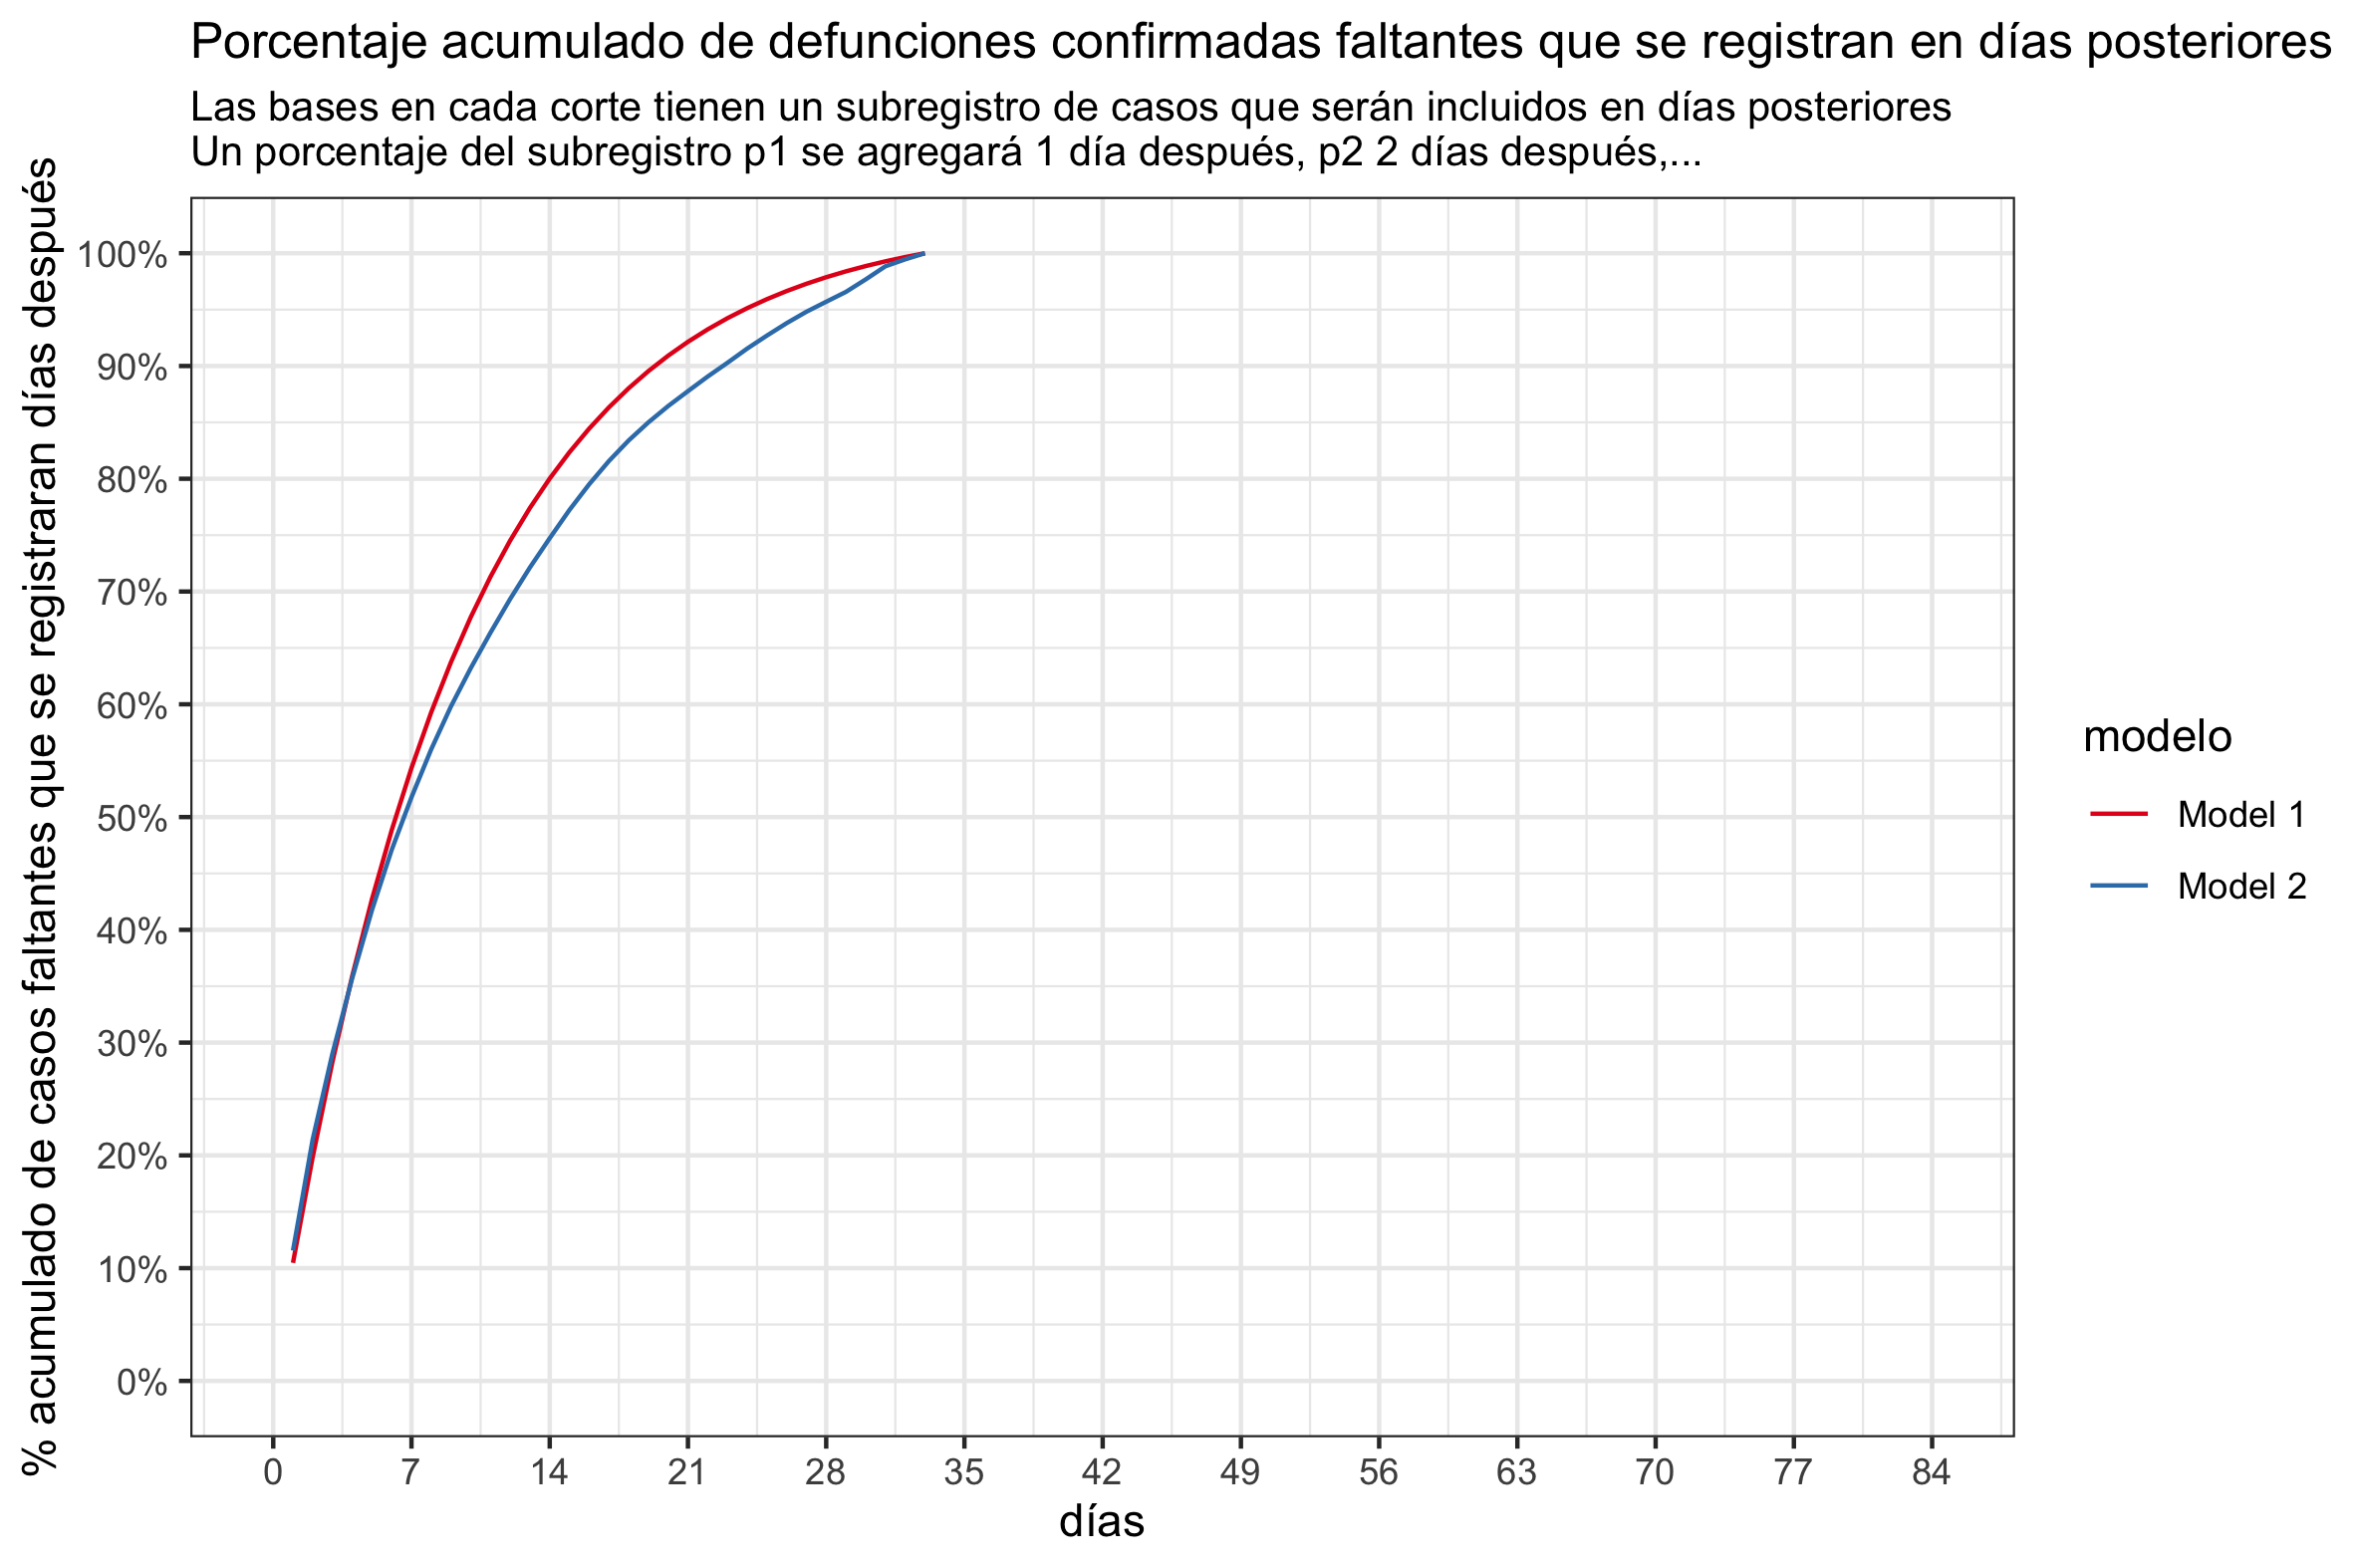 Porcentaje acumulado de defunciones confirmadas faltantes que se registran en días posteriores
Las bases en cada corte tienen un subregistro de casos que serán incluidos en días posteriores
Un porcentaje del subregistro p1 se agregará 1 día después, p2 2 días después,...
% acumulado de casos faltantes que se registraran días después
100%
90%
80%
70%
60%
50%
40%
30%
20%
10%
0%
0 7 14 21 28 35 42 49 56 63 70 77 84
días
modelo
Model 1
Model 2